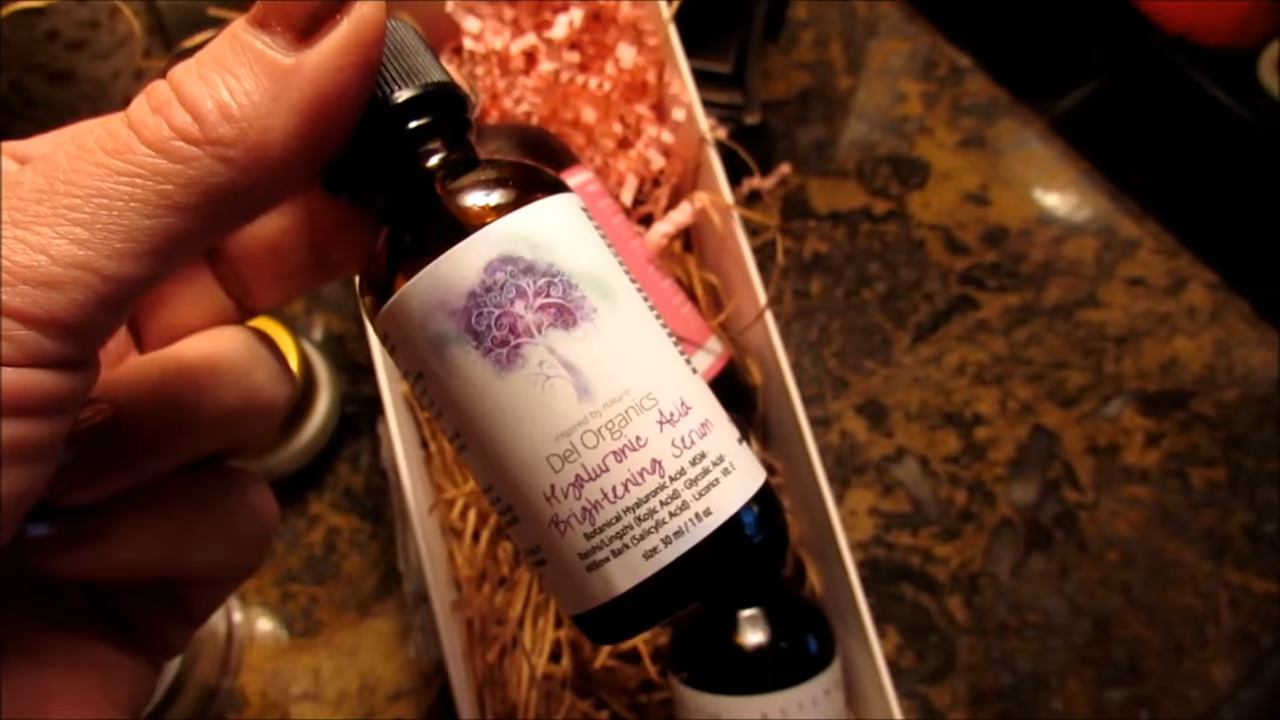 inspired by nature
Del Organics
Hyaluronic Acid
Brightening Serum
Botanical Hyaluronic Acid - MSM -
Reishi/Lingzhi (Kojic Acid) - Glycolic Acid -
Willow Bark (Salicylic Acid) - Licorice - Vit. E
size: 30 ml / 1 fl oz